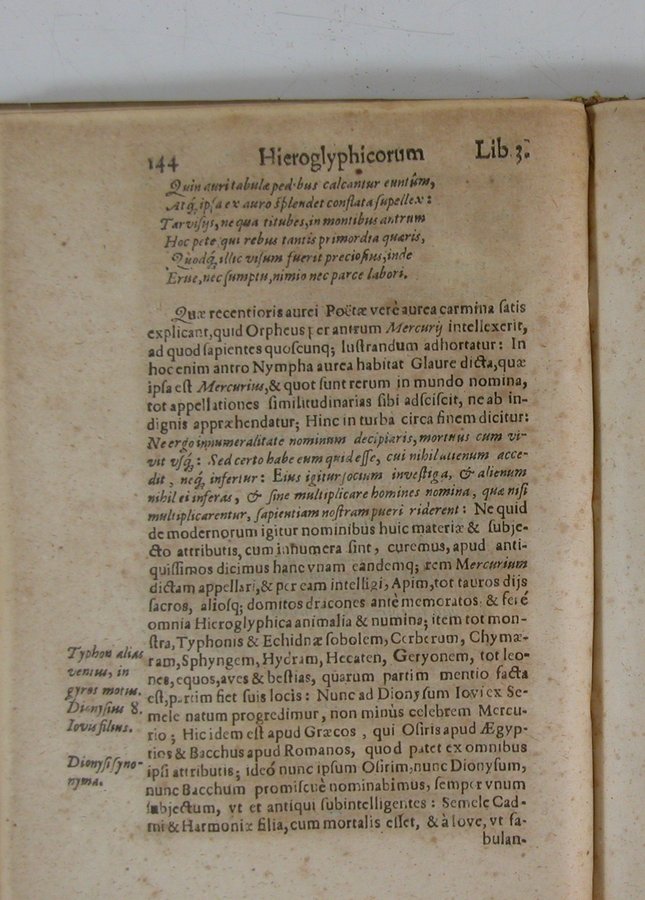 144 Hieroglyphicorum Lib. 3.
Quin auri tabulæ ped bus calcantur euntûm,
Atq́, ipsa ex auro splendet conflata supellex:
Tarvisijs, ne qua titubes, in montibus antrum
Hoc pete qui rebus tantis primordia quæris,
Quodq́, illic visum fuerit preciosius, inde
Erue, nec sumptu, nimio nec parce labori.
Quæ recentioris aurei Poëtæ verè aurea carmina satis
explicant, quid Orpheus per antrum Mercurij intellexerit,
ad quod sapientes quoscunq; lustrandum adhortatur: In
hoc enim antro Nympha aurea habitat Glaure dicta, quæ
ipsa est Mercurius, & quot sunt rerum in mundo nomina,
tot appellationes similitudinarias sibi adsciscit, ne ab in-
dignis appræhendatur; Hinc in turba circa finem dicitur:
Ne ergo innumeralitate nominum decipiaris, mortuus cum vi-
vit usq́,: Sed certo habe eum quid esse, cui nihil alienum acce-
dit, neq́, infertur: Eius igitur socium investiga, & alienum
nihil ei inferas, & sine multiplicare homines nomina, quæ nisi
multiplicarentur, sapientiam nostram pueri riderent: Ne quid
de modernorum igitur nominibus huic materiæ & subje-
cto attributis, cum innumera sint, curemus, apud anti-
quissimos dicimus hanc vnam eandemq; rem Mercurium
dictam appellari, & per eam intelligi, Apim, tot tauros dijs
sacros, aliosq; domitos dracones antè memoratos & ferè
omnia Hieroglyphica animalia & numina; item tot mon-
stra, Typhonis & Echidnæ sobolem, Cerberum, Chymæ-
ram, Sphyngem, Hydram, Hecaten, Geryonem, tot leo-
nes, equos, aves & bestias, quarum partim mentio facta
est, partim fiet suis locis: Nunc ad Dionysum Iovi ex Se-
mele natum progredimur, non minùs celebrem Mercu-
rio; Hic idem est apud Græcos, qui Osiris apud Ægyp-
tios & Bacchus apud Romanos, quod patet ex omnibus
ipsi attributis; ideó nunc ipsum Osirim, nunc Dionysum,
nunc Bacchum promiscuè nominabimus, semper vnum
subjectum, vt et antiqui subintelligentes: Semele Cad-
mi & Harmoniæ filia, cum mortalis esset, & à Iove, vt fa-
bulan-
Typhon alias
ventus, in
gyros motus.
Dionysius 8.
Iovis filius.
Dionysi syno-
nyma.